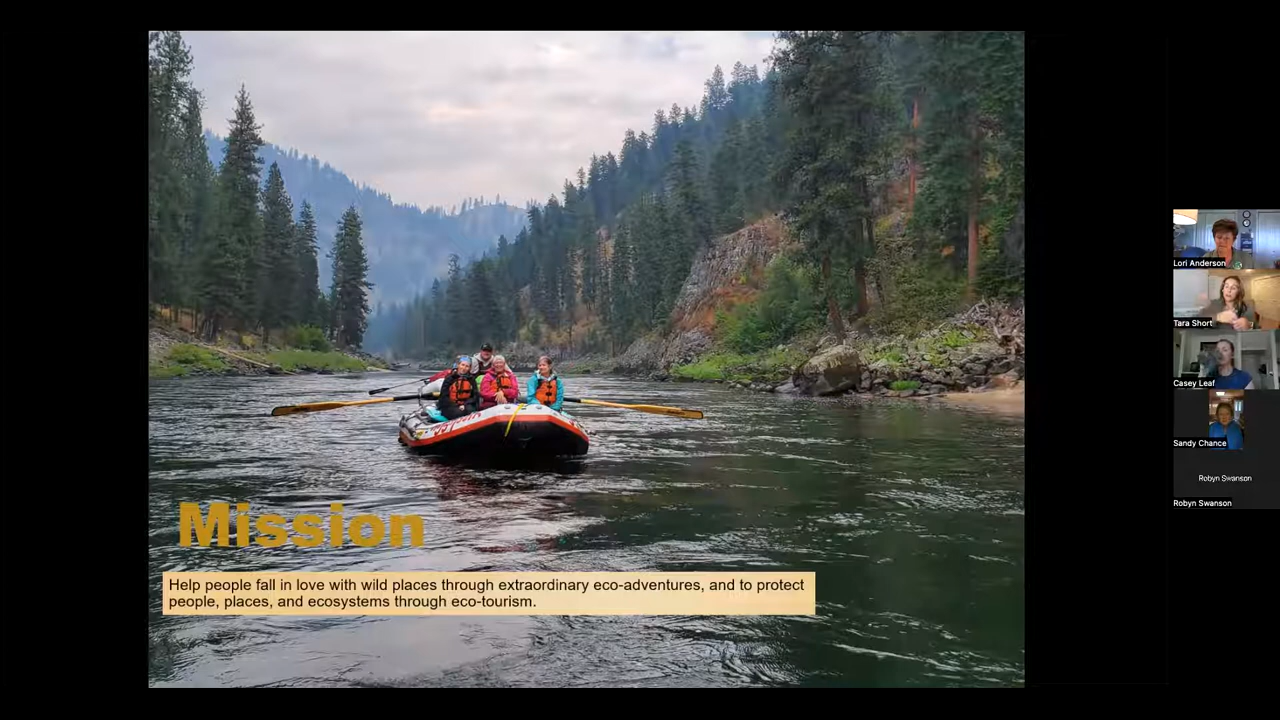 Mission
Help people fall in love with wild places through extraordinary eco-adventures, and to protect
people, places, and ecosystems through eco-tourism.
Lori Anderson
Tara Short
Casey Leaf
Sandy Chance
Robyn Swanson
Robyn Swanson